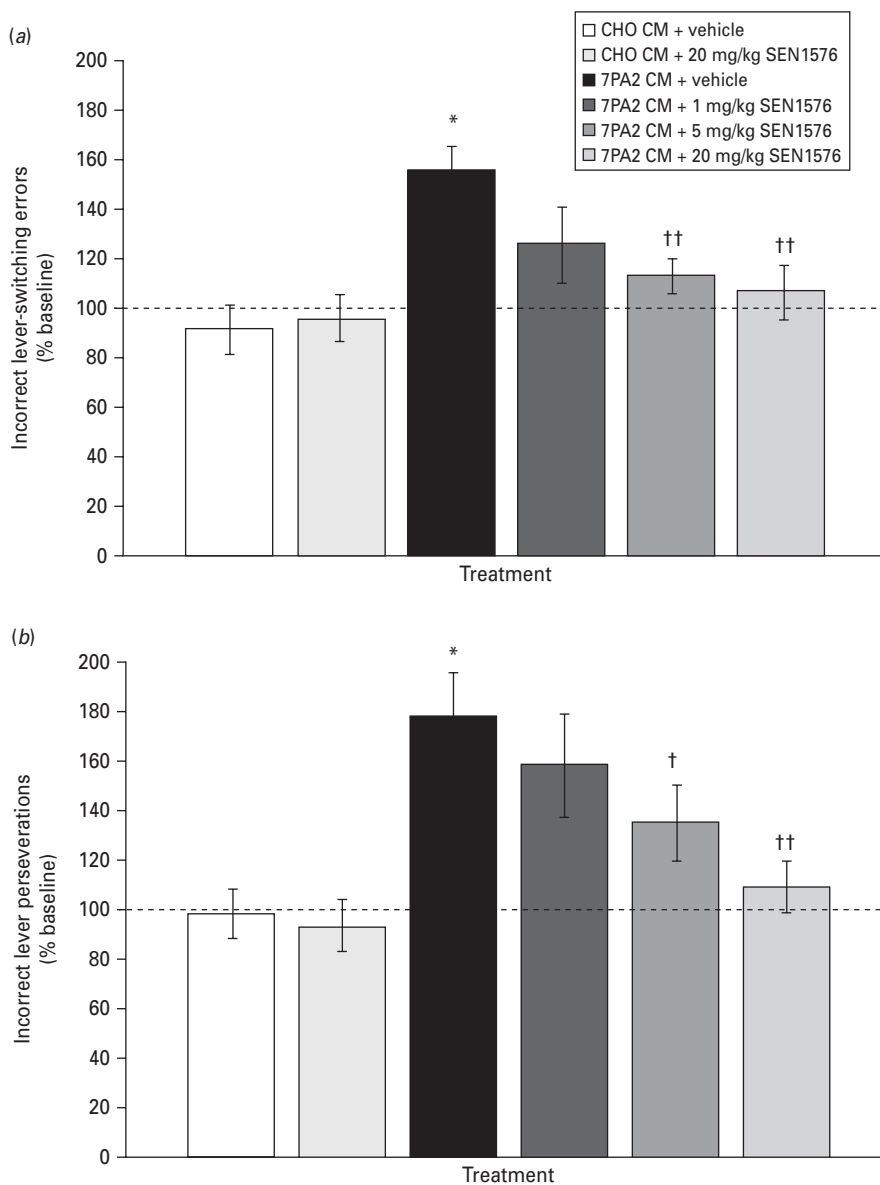 (a)
CHO CM + vehicle
CHO CM + 20 mg/kg SEN1576
7PA2 CM + vehicle
7PA2 CM + 1 mg/kg SEN1576
7PA2 CM + 5 mg/kg SEN1576
7PA2 CM + 20 mg/kg SEN1576
Incorrect lever-switching errors
(% baseline)
200
180
160
140
120
100
80
60
40
20
0
*
††
††
Treatment
(b)
Incorrect lever perseverations
(% baseline)
200
180
160
140
120
100
80
60
40
20
0
*
†
††
Treatment